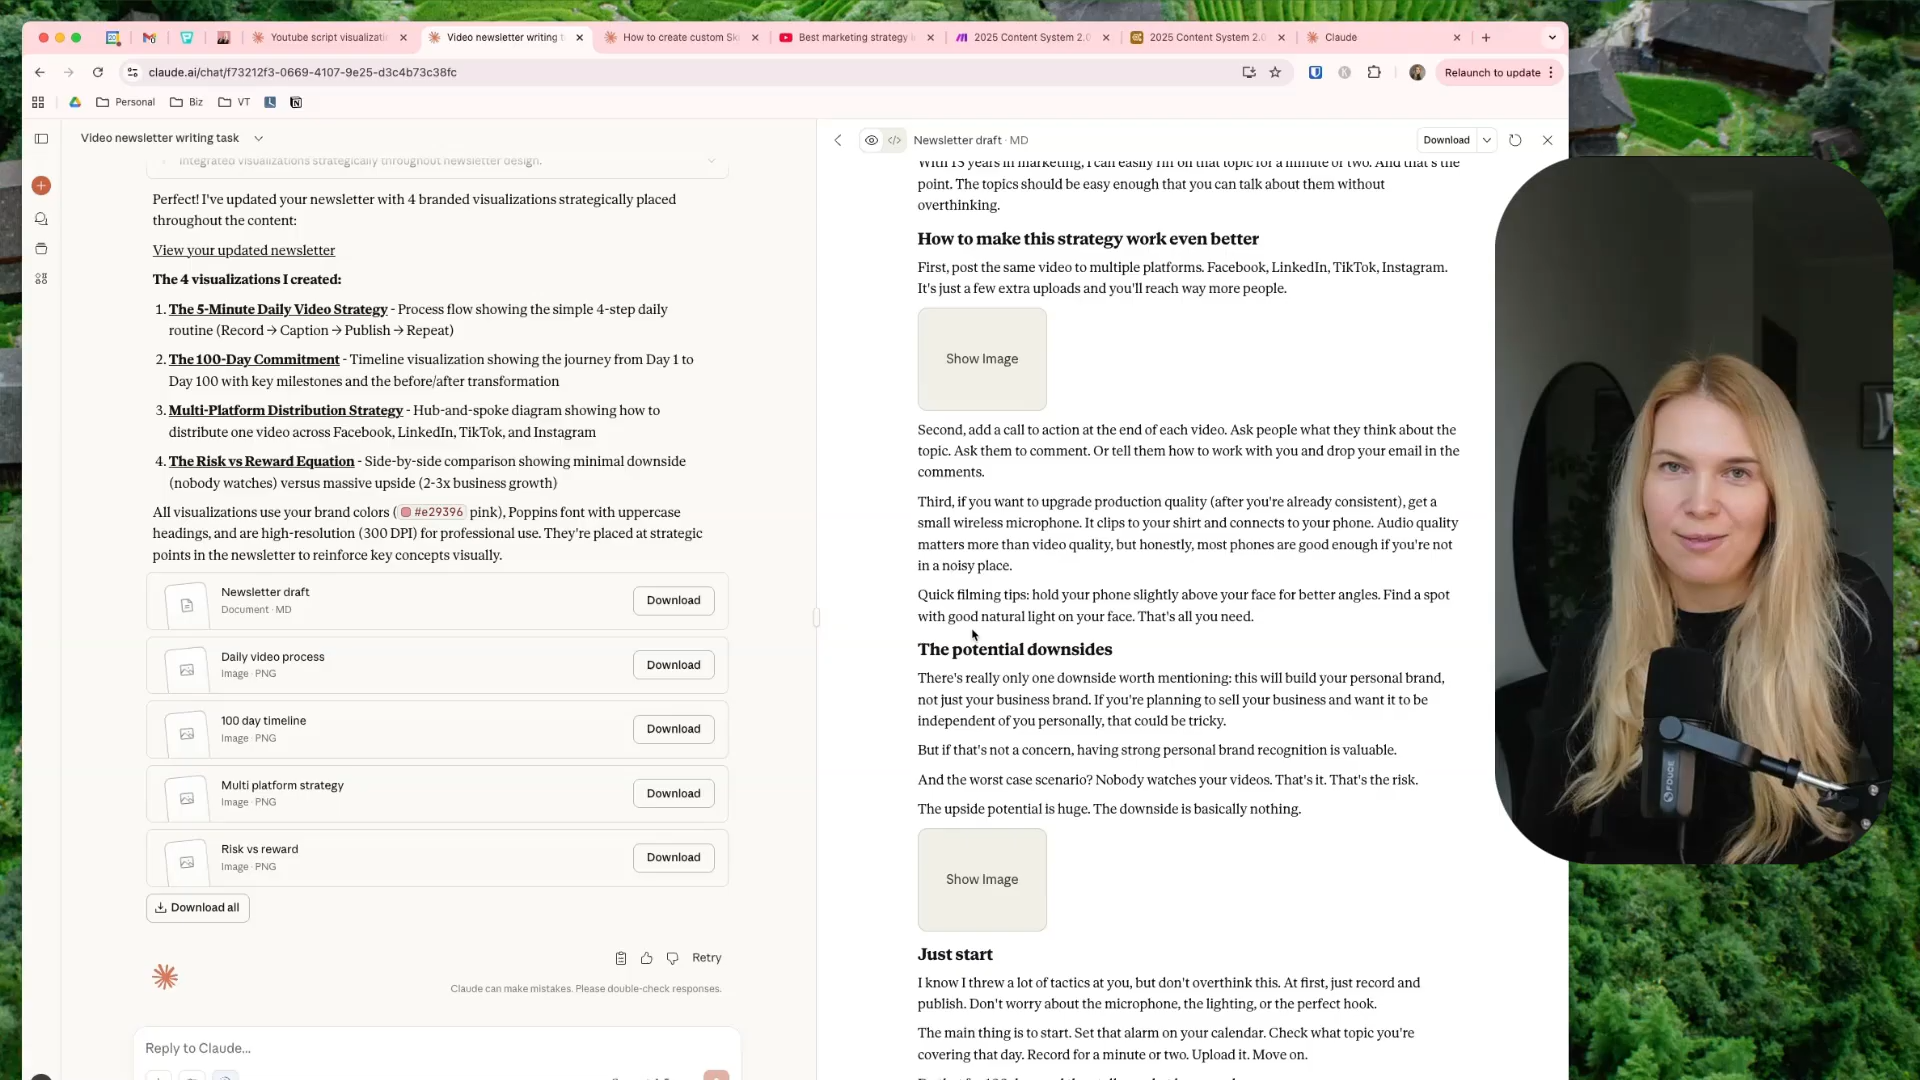 Youtube script visualizati
Video newsletter writing t
How to create custom Sk
Best marketing strategy i
2025 Content System 2.0
2025 Content System 2.0
Claude
claude.ai/chat/f73212f3-0669-4107-9e25-d3c4b73c38fc
Relaunch to update
Personal
Biz
VT
Video newsletter writing task
Integrated visualizations strategically throughout newsletter design.
Perfect! I've updated your newsletter with 4 branded visualizations strategically placed
throughout the content:
View your updated newsletter
The 4 visualizations I created:
1. The 5-Minute Daily Video Strategy - Process flow showing the simple 4-step daily
routine (Record → Caption → Publish → Repeat)
2. The 100-Day Commitment - Timeline visualization showing the journey from Day 1 to
Day 100 with key milestones and the before/after transformation
3. Multi-Platform Distribution Strategy - Hub-and-spoke diagram showing how to
distribute one video across Facebook, LinkedIn, TikTok, and Instagram
4. The Risk vs Reward Equation - Side-by-side comparison showing minimal downside
(nobody watches) versus massive upside (2-3x business growth)
All visualizations use your brand colors ( #e29396 pink), Poppins font with uppercase
headings, and are high-resolution (300 DPI) for professional use. They're placed at strategic
points in the newsletter to reinforce key concepts visually.
Newsletter draft
Document · MD
Download
Daily video process
Image · PNG
Download
100 day timeline
Image · PNG
Download
Multi platform strategy
Image · PNG
Download
Risk vs reward
Image · PNG
Download
Download all
Retry
Claude can make mistakes. Please double-check responses.
Reply to Claude...
Newsletter draft · MD
Download
With 15 years in marketing, I can easily riff on that topic for a minute or two. And that's the
point. The topics should be easy enough that you can talk about them without
overthinking.
How to make this strategy work even better
First, post the same video to multiple platforms. Facebook, LinkedIn, TikTok, Instagram.
It's just a few extra uploads and you'll reach way more people.
Show Image
Second, add a call to action at the end of each video. Ask people what they think about the
topic. Ask them to comment. Or tell them how to work with you and drop your email in the
comments.
Third, if you want to upgrade production quality (after you're already consistent), get a
small wireless microphone. It clips to your shirt and connects to your phone. Audio quality
matters more than video quality, but honestly, most phones are good enough if you're not
in a noisy place.
Quick filming tips: hold your phone slightly above your face for better angles. Find a spot
with good natural light on your face. That's all you need.
The potential downsides
There's really only one downside worth mentioning: this will build your personal brand,
not just your business brand. If you're planning to sell your business and want it to be
independent of you personally, that could be tricky.
But if that's not a concern, having strong personal brand recognition is valuable.
And the worst case scenario? Nobody watches your videos. That's it. That's the risk.
The upside potential is huge. The downside is basically nothing.
Show Image
Just start
I know I threw a lot of tactics at you, but don't overthink this. At first, just record and
publish. Don't worry about the microphone, the lighting, or the perfect hook.
The main thing is to start. Set that alarm on your calendar. Check what topic you're
covering that day. Record for a minute or two. Upload it. Move on.
FDUCE